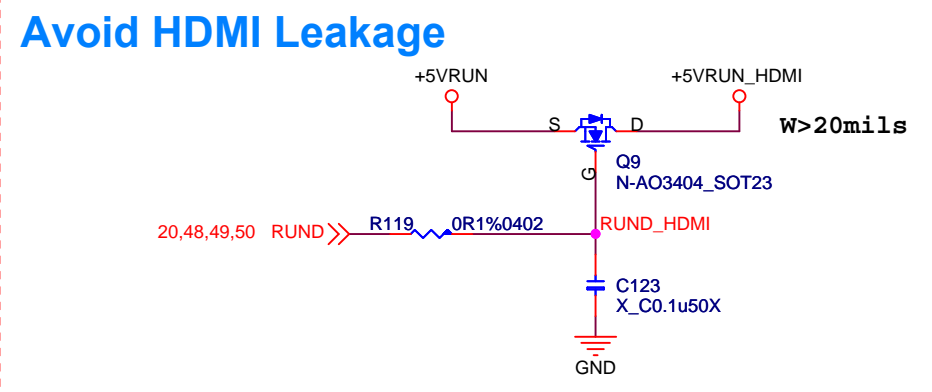 Avoid HDMI Leakage
+5VRUN
+5VRUN_HDMI
S
D
W>20mils
G
Q9
N-AO3404_SOT23
20,48,49,50 RUND
R119
0R1%0402
RUND_HDMI
C123
X_C0.1u50X
GND